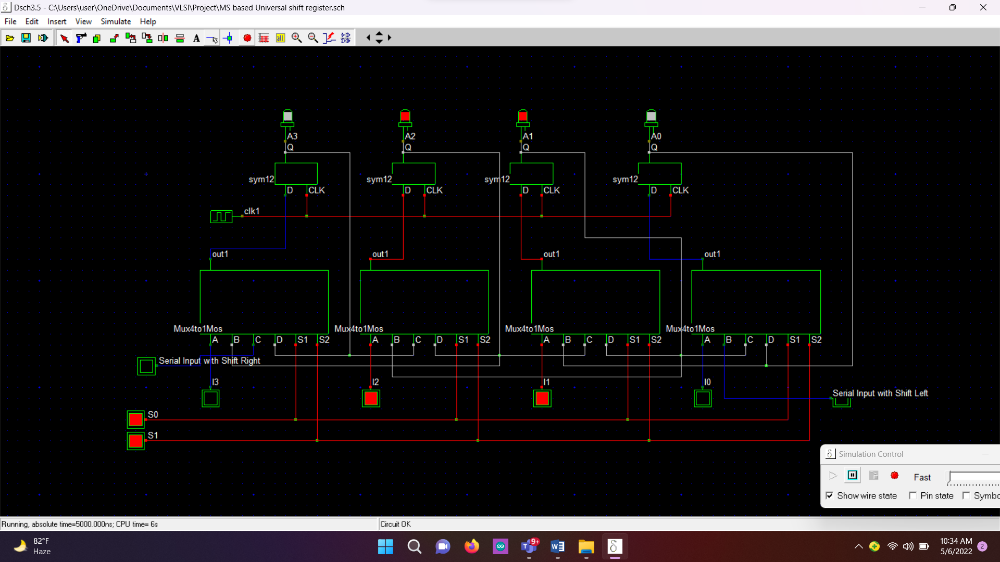 Dsch3.5 - C:\Users\user\OneDrive\Documents\VLSI\Project\MS based Universal shift register.sch
File Edit Insert View Simulate Help
A all
A3 A2 A1 A0
Q Q Q Q
sym12 sym12 sym12 sym12
D CLK D CLK D CLK D CLK
clk1
out1 out1 out1 out1
Mux4to1Mos Mux4to1Mos Mux4to1Mos Mux4to1Mos
A B C D S1 S2 A B C D S1 S2 A B C D S1 S2 A B C D S1 S2
Serial Input with Shift Right
I3 I2 I1 I0
Serial Input with Shift Left
S0
S1
δ Simulation Control
Fast
Show wire state Pin state Symbo
Running, absolute time=5000.000ns; CPU time= 6s Circuit OK
82°F
Haze
9+
10:34 AM
5/6/2022 2